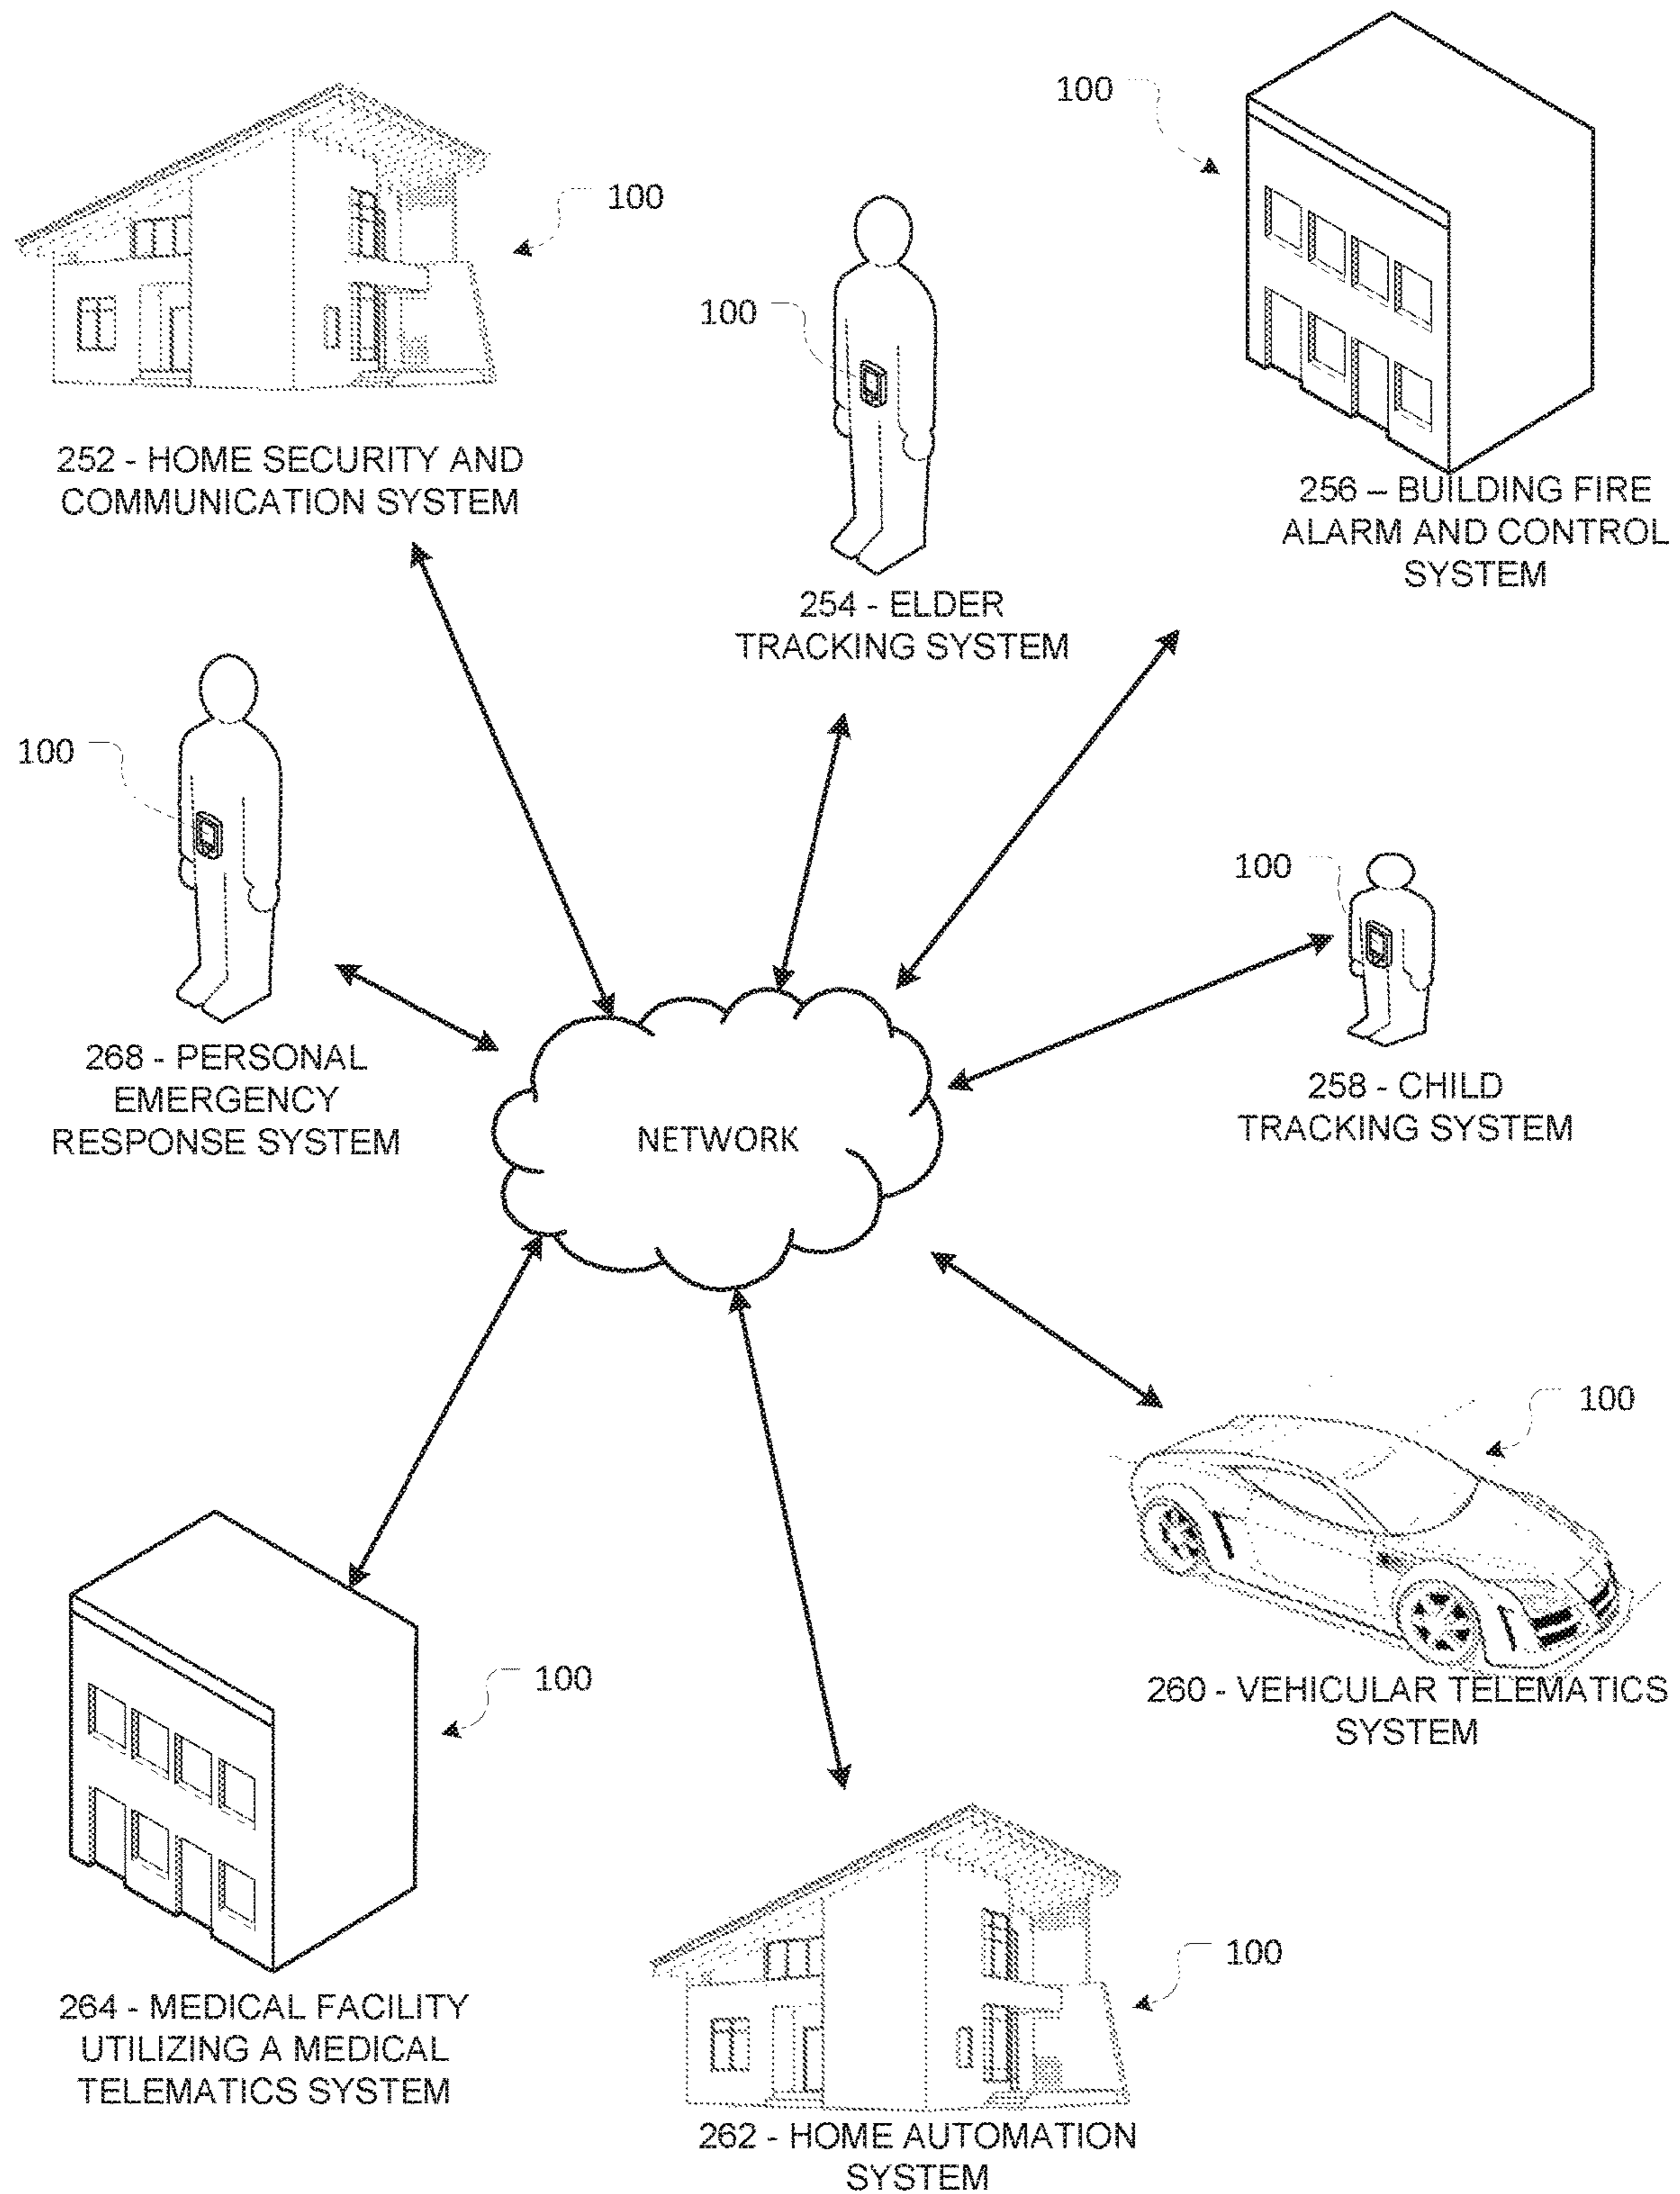 100
100
100
252 - HOME SECURITY AND
COMMUNICATION SYSTEM
256 – BUILDING FIRE
ALARM AND CONTROL
SYSTEM
254 - ELDER
TRACKING SYSTEM
100
100
268 - PERSONAL
EMERGENCY
RESPONSE SYSTEM
258 - CHILD
TRACKING SYSTEM
NETWORK
100
260 - VEHICULAR TELEMATICS
SYSTEM
100
264 - MEDICAL FACILITY
UTILIZING A MEDICAL
TELEMATICS SYSTEM
100
262 - HOME AUTOMATION
SYSTEM